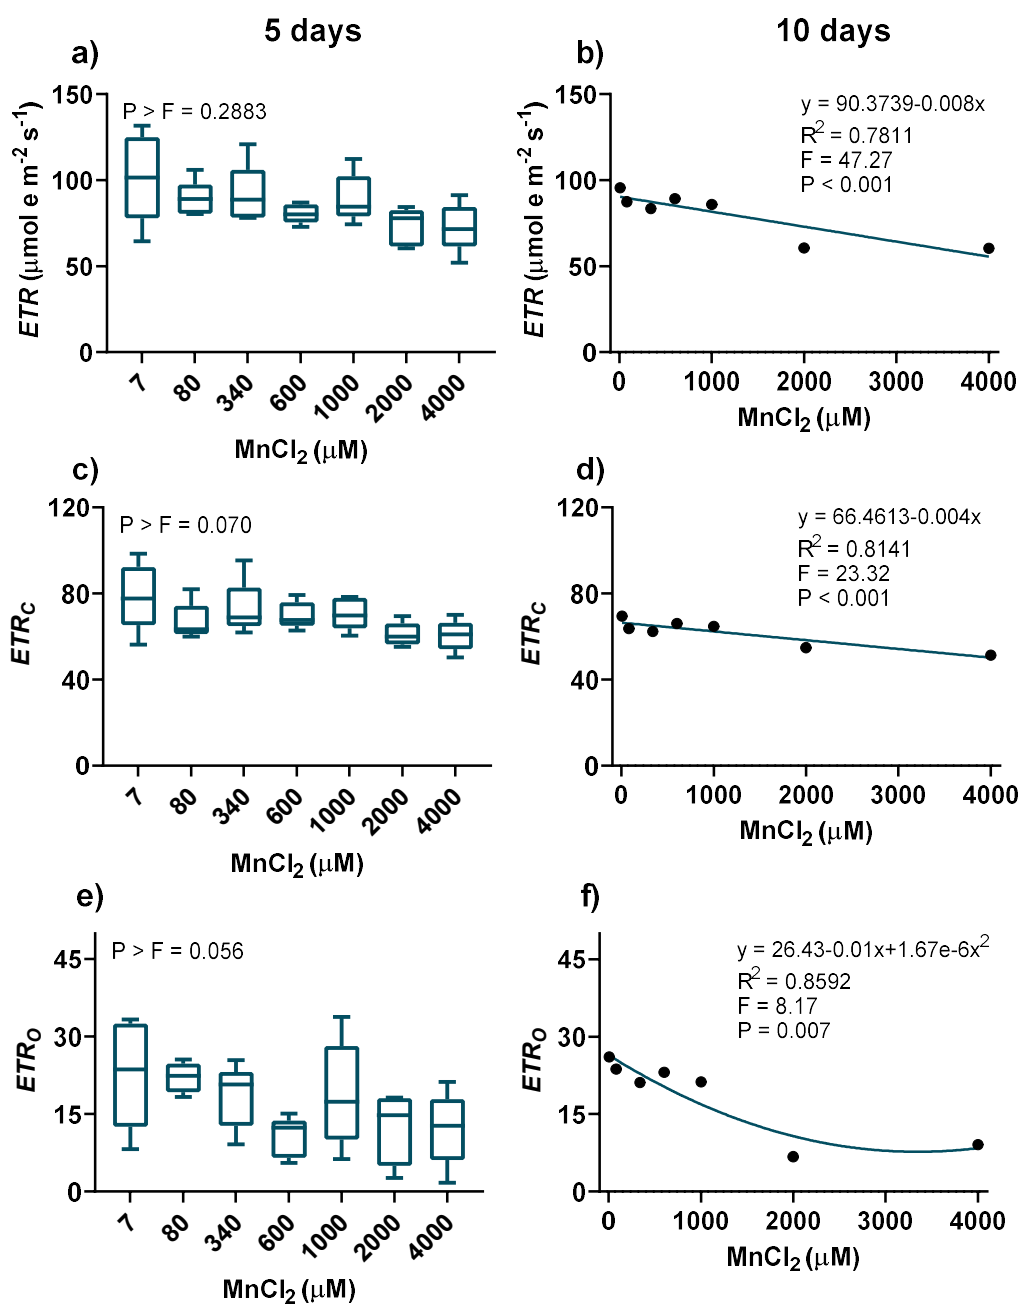 5 days
10 days
a)
P > F = 0.2883
150
100
50
0
ETR (μmol e m-2 s-1)
7
80
340
600
1000
2000
4000
MnCl2 (μM)
b)
y = 90.3739-0.008x
R2 = 0.7811
F = 47.27
P < 0.001
150
100
50
0
ETR (μmol e m-2 s-1)
0
1000
2000
3000
4000
MnCl2 (μM)
c)
P > F = 0.070
120
80
40
0
ETRC
7
80
340
600
1000
2000
4000
MnCl2 (μM)
d)
y = 66.4613-0.004x
R2 = 0.8141
F = 23.32
P < 0.001
120
80
40
0
ETRC
0
1000
2000
3000
4000
MnCl2 (μM)
e)
P > F = 0.056
45
30
15
0
ETRO
7
80
340
600
1000
2000
4000
MnCl2 (μM)
f)
y = 26.43-0.01x+1.67e-6x2
R2 = 0.8592
F = 8.17
P = 0.007
45
30
15
0
ETRO
0
1000
2000
3000
4000
MnCl2 (μM)